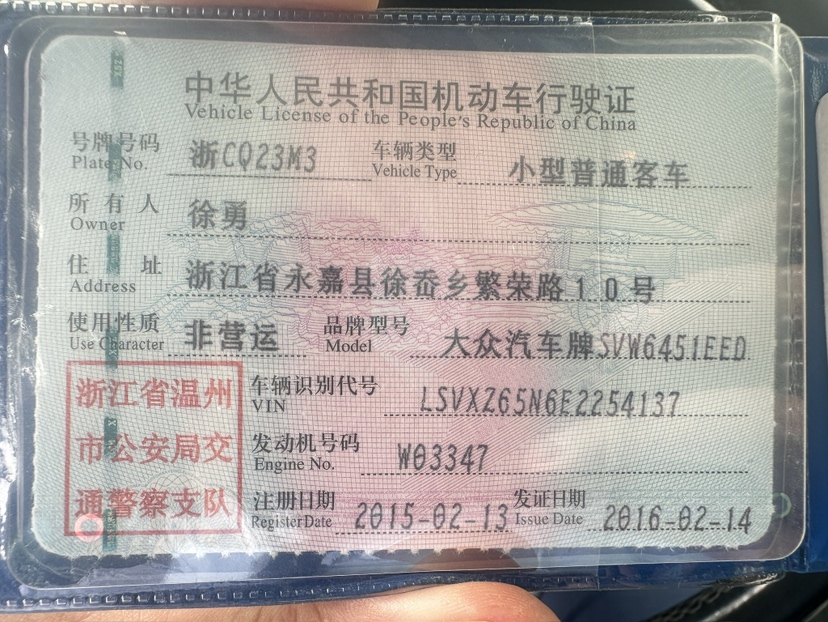 中华人民共和国机动车行驶证
Vehicle License of the People's Republic of China
号牌号码 浙CQ23M3 车辆类型 小型普通客车
Plate No. Vehicle Type
所有人 徐勇
Owner
住址 浙江省永嘉县徐岙乡繁荣路10号
Address
使用性质 非营运 品牌型号 大众汽车牌SVW6451EED
Use Character Model
浙江省温州 车辆识别代号 LSVXZ65N6E2254137
VIN
市公安局交 发动机号码 W03347
Engine No.
通警察支队 注册日期 2015-02-13 发证日期 2016-02-14
Register Date Issue Date